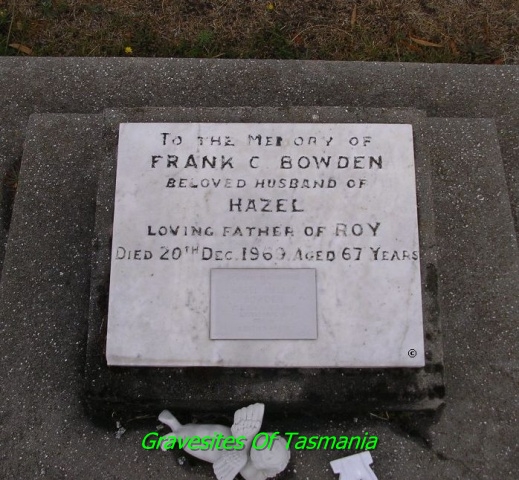 TO THE MEMORY OF
FRANK C BOWDEN
BELOVED HUSBAND OF
HAZEL
LOVING FATHER OF ROY
DIED 20TH DEC. 1969 AGED 67 YEARS
©
Gravesites Of Tasmania